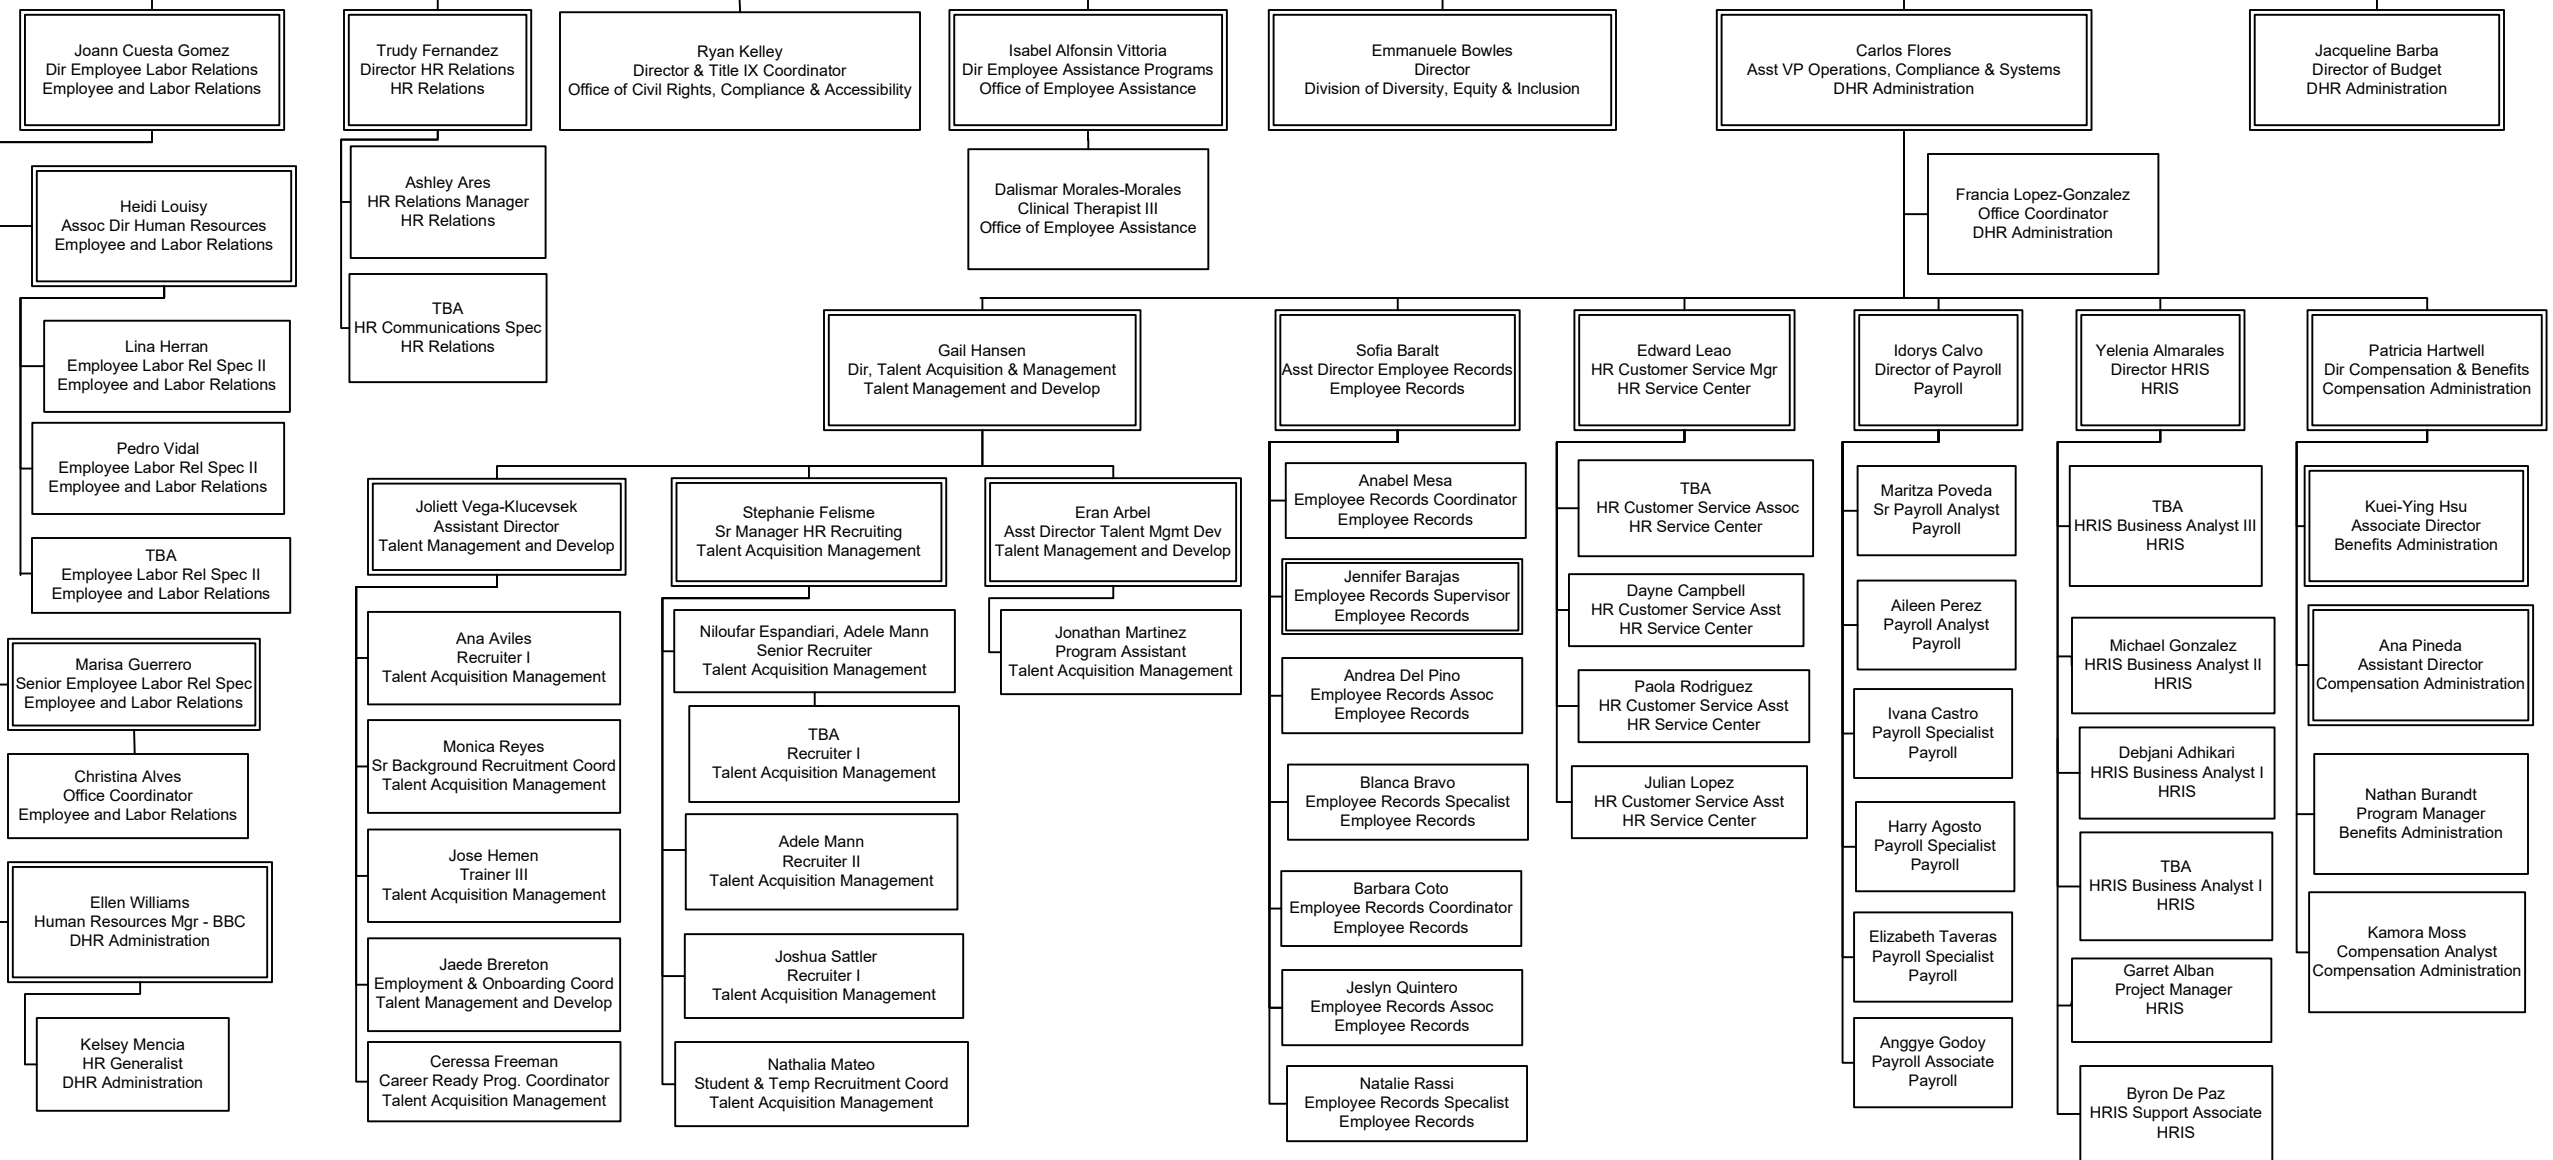 Joann Cuesta Gomez
Dir Employee Labor Relations
Employee and Labor Relations
Trudy Fernandez
Director HR Relations
HR Relations
Ryan Kelley
Director & Title IX Coordinator
Office of Civil Rights, Compliance & Accessibility
Isabel Alfonsin Vittoria
Dir Employee Assistance Programs
Office of Employee Assistance
Emmanuele Bowles
Director
Division of Diversity, Equity & Inclusion
Carlos Flores
Asst VP Operations, Compliance & Systems
DHR Administration
Jacqueline Barba
Director of Budget
DHR Administration
Heidi Louisy
Assoc Dir Human Resources
Employee and Labor Relations
Ashley Ares
HR Relations Manager
HR Relations
Dalismar Morales-Morales
Clinical Therapist III
Office of Employee Assistance
Francia Lopez-Gonzalez
Office Coordinator
DHR Administration
Lina Herran
Employee Labor Rel Spec II
Employee and Labor Relations
TBA
HR Communications Spec
HR Relations
Pedro Vidal
Employee Labor Rel Spec II
Employee and Labor Relations
TBA
Employee Labor Rel Spec II
Employee and Labor Relations
Marisa Guerrero
Senior Employee Labor Rel Spec
Employee and Labor Relations
Christina Alves
Office Coordinator
Employee and Labor Relations
Ellen Williams
Human Resources Mgr - BBC
DHR Administration
Kelsey Mencia
HR Generalist
DHR Administration
Gail Hansen
Dir, Talent Acquisition & Management
Talent Management and Develop
Sofia Baralt
Asst Director Employee Records
Employee Records
Edward Leao
HR Customer Service Mgr
HR Service Center
Idorys Calvo
Director of Payroll
Payroll
Yelenia Almarales
Director HRIS
HRIS
Patricia Hartwell
Dir Compensation & Benefits
Compensation Administration
Joliett Vega-Klucevsek
Assistant Director
Talent Management and Develop
Ana Aviles
Recruiter I
Talent Acquisition Management
Monica Reyes
Sr Background Recruitment Coord
Talent Acquisition Management
Jose Hemen
Trainer III
Talent Acquisition Management
Jaede Brereton
Employment & Onboarding Coord
Talent Management and Develop
Ceressa Freeman
Career Ready Prog. Coordinator
Talent Acquisition Management
Stephanie Felisme
Sr Manager HR Recruiting
Talent Acquisition Management
Niloufar Espandiari, Adele Mann
Senior Recruiter
Talent Acquisition Management
TBA
Recruiter I
Talent Acquisition Management
Adele Mann
Recruiter II
Talent Acquisition Management
Joshua Sattler
Recruiter I
Talent Acquisition Management
Nathalia Mateo
Student & Temp Recruitment Coord
Talent Acquisition Management
Eran Arbel
Asst Director Talent Mgmt Dev
Talent Management and Develop
Jonathan Martinez
Program Assistant
Talent Acquisition Management
Anabel Mesa
Employee Records Coordinator
Employee Records
Jennifer Barajas
Employee Records Supervisor
Employee Records
Andrea Del Pino
Employee Records Assoc
Employee Records
Blanca Bravo
Employee Records Specalist
Employee Records
Barbara Coto
Employee Records Coordinator
Employee Records
Jeslyn Quintero
Employee Records Assoc
Employee Records
Natalie Rassi
Employee Records Specalist
Employee Records
TBA
HR Customer Service Assoc
HR Service Center
Dayne Campbell
HR Customer Service Asst
HR Service Center
Paola Rodriguez
HR Customer Service Asst
HR Service Center
Julian Lopez
HR Customer Service Asst
HR Service Center
Maritza Poveda
Sr Payroll Analyst
Payroll
Aileen Perez
Payroll Analyst
Payroll
Ivana Castro
Payroll Specialist
Payroll
Harry Agosto
Payroll Specialist
Payroll
Elizabeth Taveras
Payroll Specialist
Payroll
Anggye Godoy
Payroll Associate
Payroll
TBA
HRIS Business Analyst III
HRIS
Michael Gonzalez
HRIS Business Analyst II
HRIS
Debjani Adhikari
HRIS Business Analyst I
HRIS
TBA
HRIS Business Analyst I
HRIS
Garret Alban
Project Manager
HRIS
Byron De Paz
HRIS Support Associate
HRIS
Kuei-Ying Hsu
Associate Director
Benefits Administration
Ana Pineda
Assistant Director
Compensation Administration
Nathan Burandt
Program Manager
Benefits Administration
Kamora Moss
Compensation Analyst
Compensation Administration